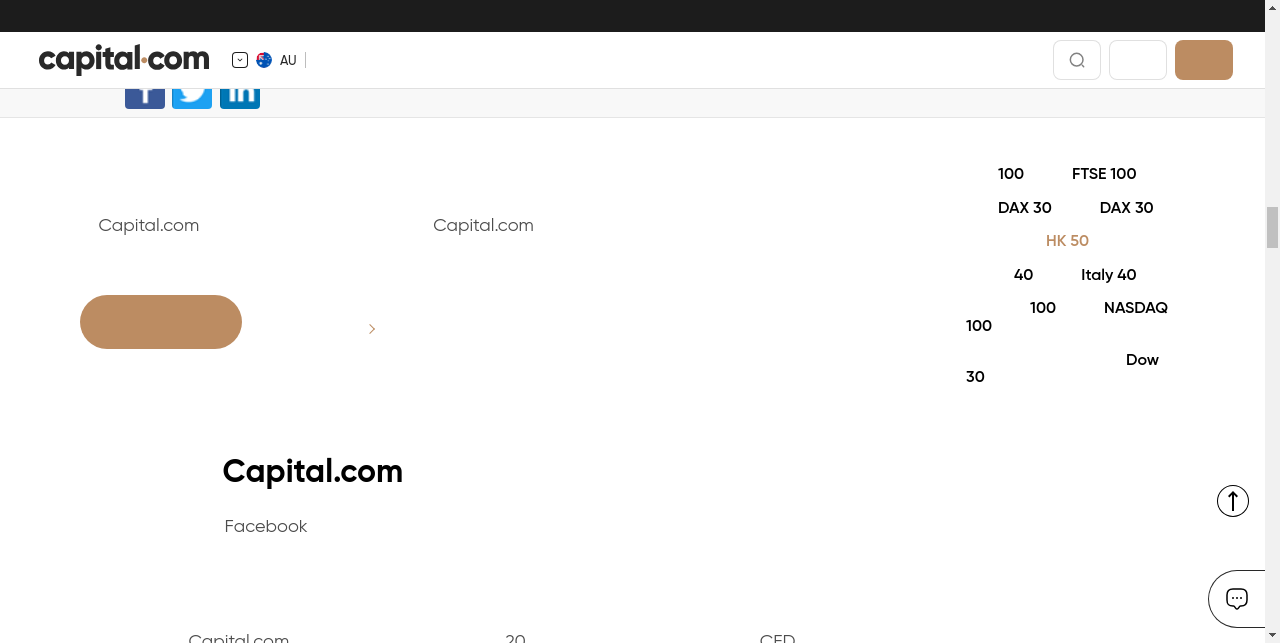 capital.com
AU
100 FTSE 100
DAX 30 DAX 30
Capital.com Capital.com
HK 50
40 Italy 40
100 NASDAQ
100
Dow
30
Capital.com
Facebook
Capital.com 20 CFD